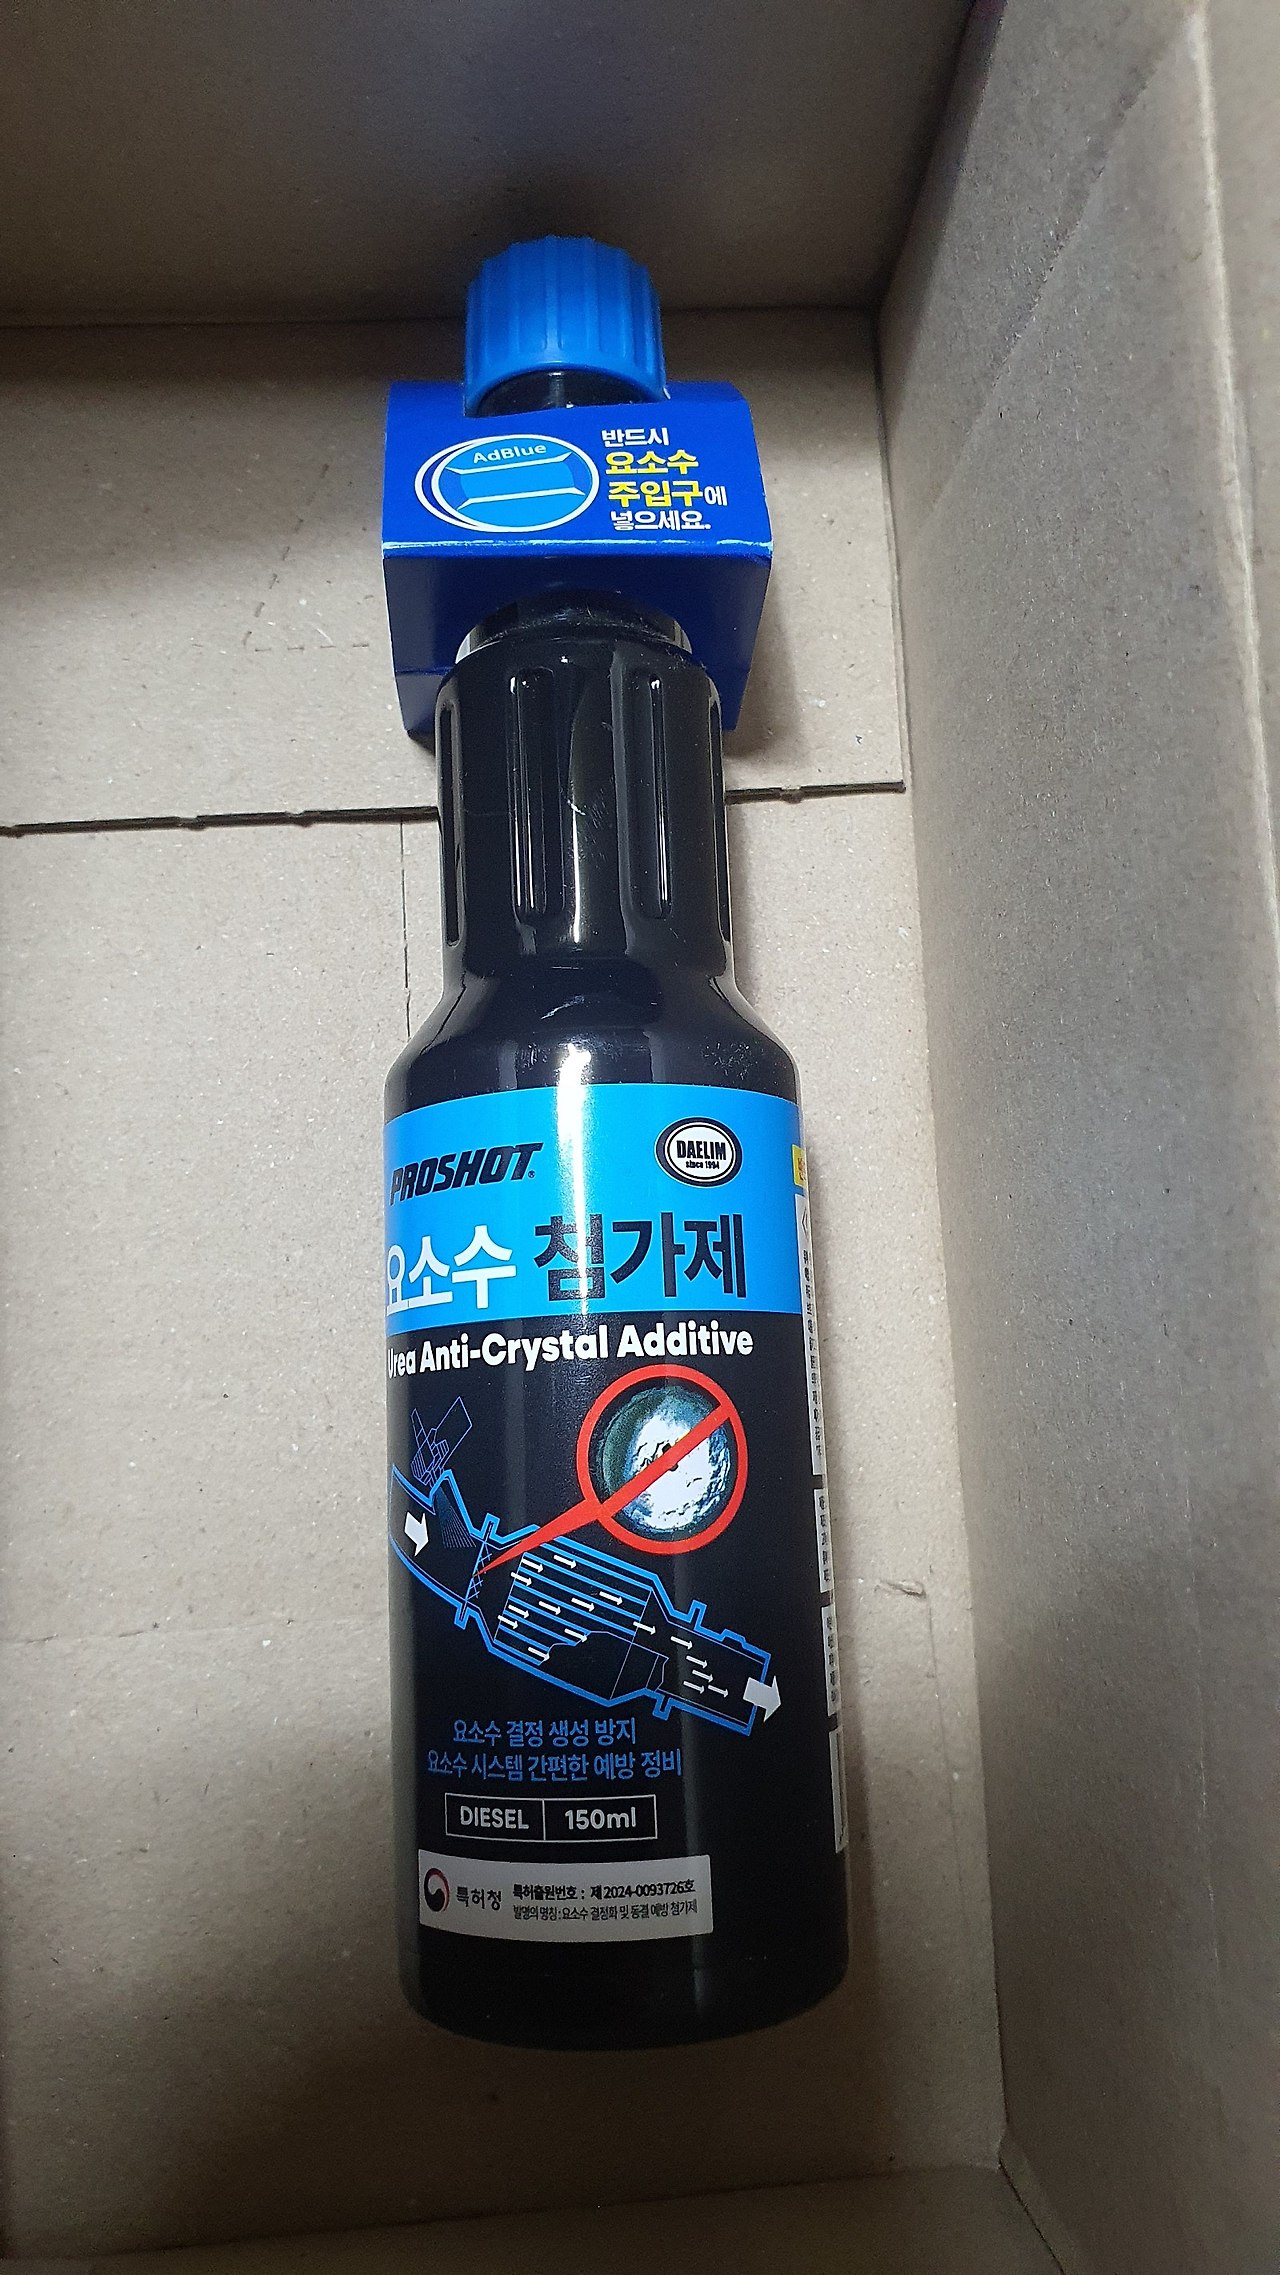 AdBlue
반드시
요소수
주입구에
넣으세요.
PROSHOT
DAELIM
since 1994
요소수 첨가제
Urea Anti-Crystal Additive
요소수 결정 생성 방지
요소수 시스템 간편한 예방 정비
DIESEL 150ml
특허청
특허출원번호 : 제2024-0093726호
발명의 명칭 : 요소수 결정화 및 동결 예방 첨가제